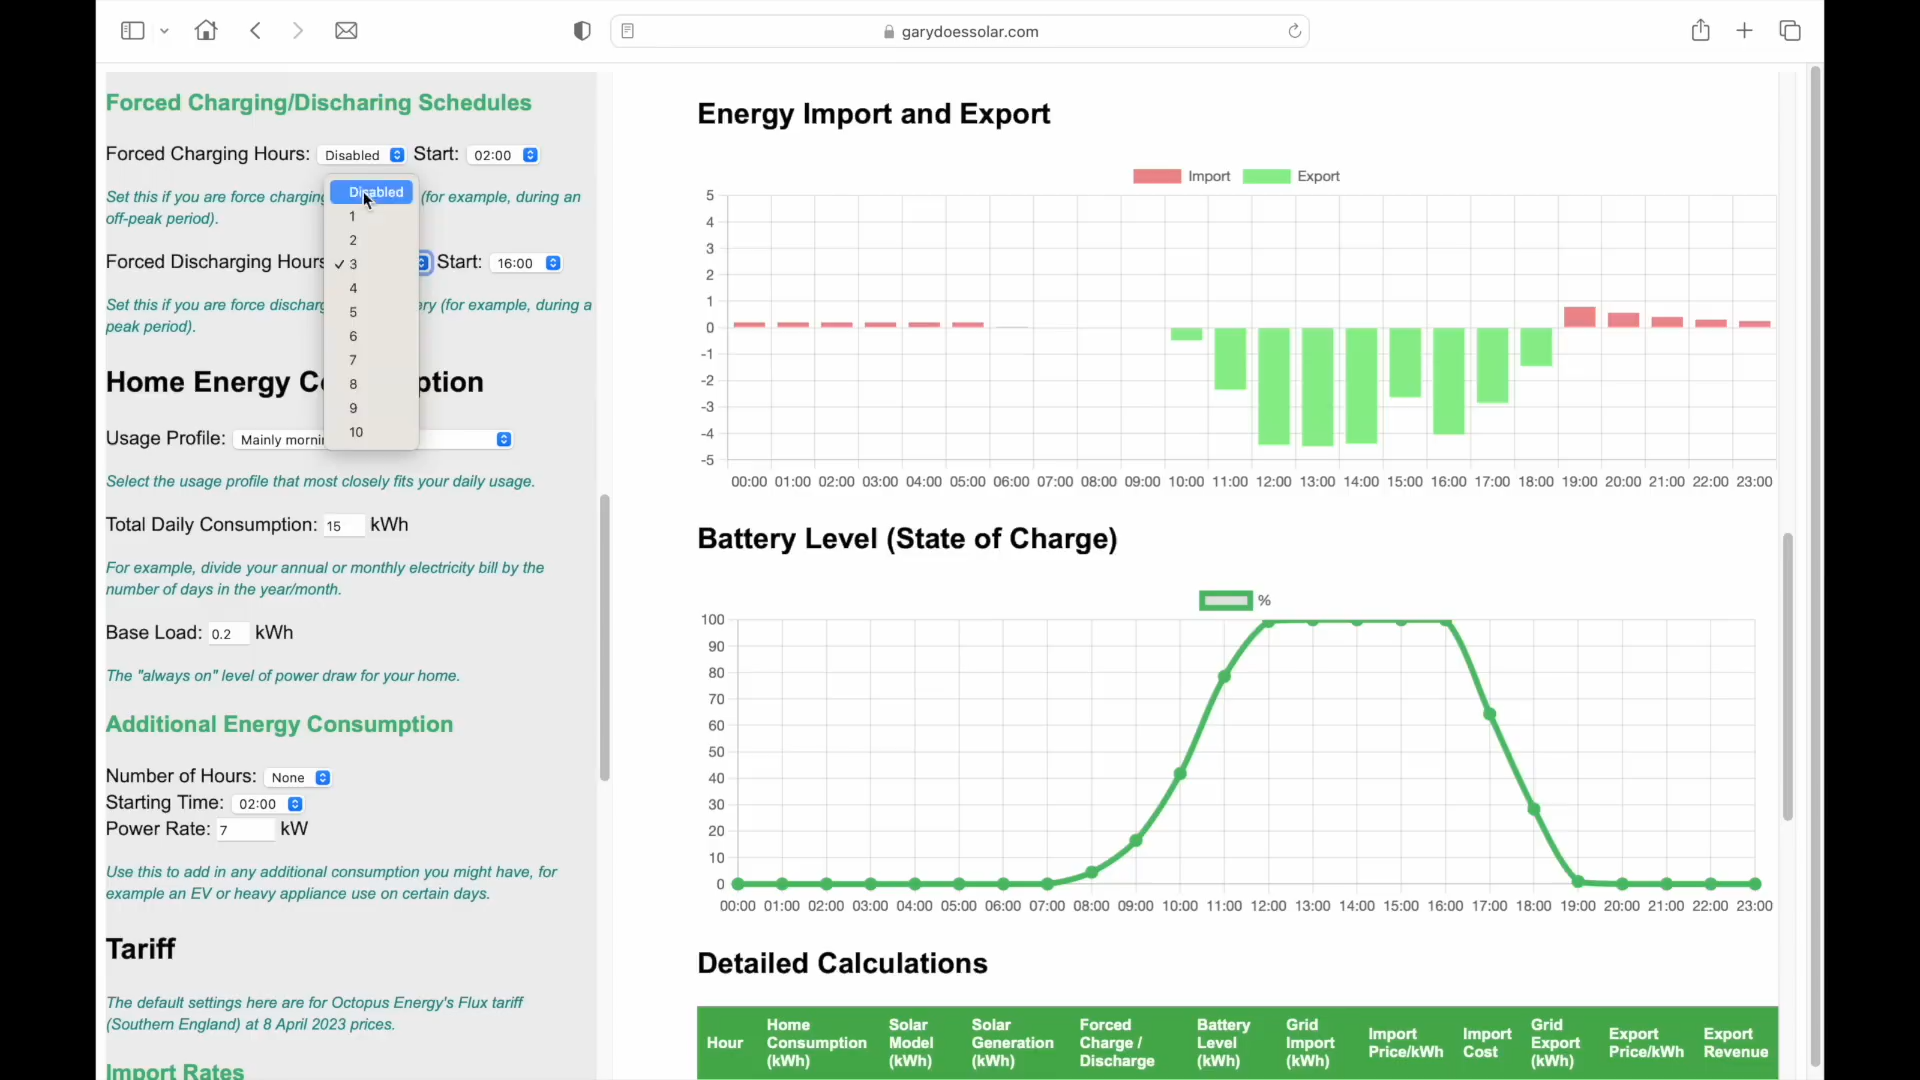 garydoessolar.com
Forced Charging/Discharing Schedules
Forced Charging Hours: Disabled Start: 02:00
Set this if you are force charging (for example, during an
off-peak period).
Forced Discharging Hours Start: 16:00
Set this if you are force discharg ry (for example, during a
peak period).
Disabled
1
2
✓ 3
4
5
6
7
8
9
10
Home Energy C ption
Usage Profile: Mainly mornin
Select the usage profile that most closely fits your daily usage.
Total Daily Consumption: 15 kWh
For example, divide your annual or monthly electricity bill by the
number of days in the year/month.
Base Load: 0.2 kWh
The "always on" level of power draw for your home.
Additional Energy Consumption
Number of Hours: None
Starting Time: 02:00
Power Rate: 7 kW
Use this to add in any additional consumption you might have, for
example an EV or heavy appliance use on certain days.
Tariff
The default settings here are for Octopus Energy's Flux tariff
(Southern England) at 8 April 2023 prices.
Import Rates
Energy Import and Export
Import Export
5
4
3
2
1
0
-1
-2
-3
-4
-5
00:00 01:00 02:00 03:00 04:00 05:00 06:00 07:00 08:00 09:00 10:00 11:00 12:00 13:00 14:00 15:00 16:00 17:00 18:00 19:00 20:00 21:00 22:00 23:00
Battery Level (State of Charge)
%
100
90
80
70
60
50
40
30
20
10
0
00:00 01:00 02:00 03:00 04:00 05:00 06:00 07:00 08:00 09:00 10:00 11:00 12:00 13:00 14:00 15:00 16:00 17:00 18:00 19:00 20:00 21:00 22:00 23:00
Detailed Calculations
Hour
Home
Consumption
(kWh)
Solar
Model
(kWh)
Solar
Generation
(kWh)
Forced
Charge /
Discharge
Battery
Level
(kWh)
Grid
Import
(kWh)
Import
Price/kWh
Import
Cost
Grid
Export
(kWh)
Export
Price/kWh
Export
Revenue